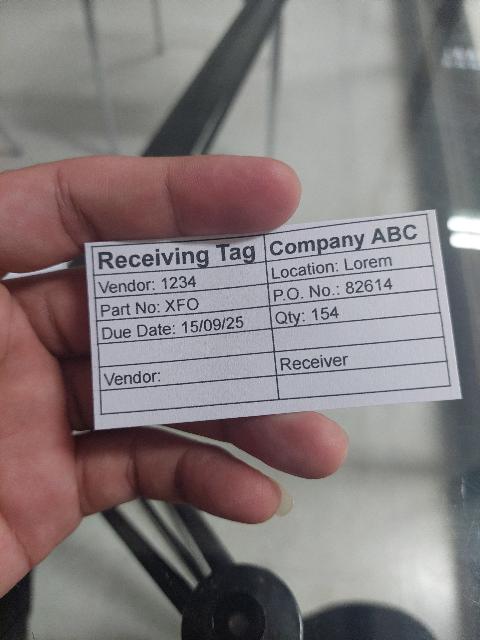 Receiving Tag Company ABC
Vendor: 1234 Location: Lorem
Part No: XFO P.O. No.: 82614
Due Date: 15/09/25 Qty: 154
Vendor: Receiver